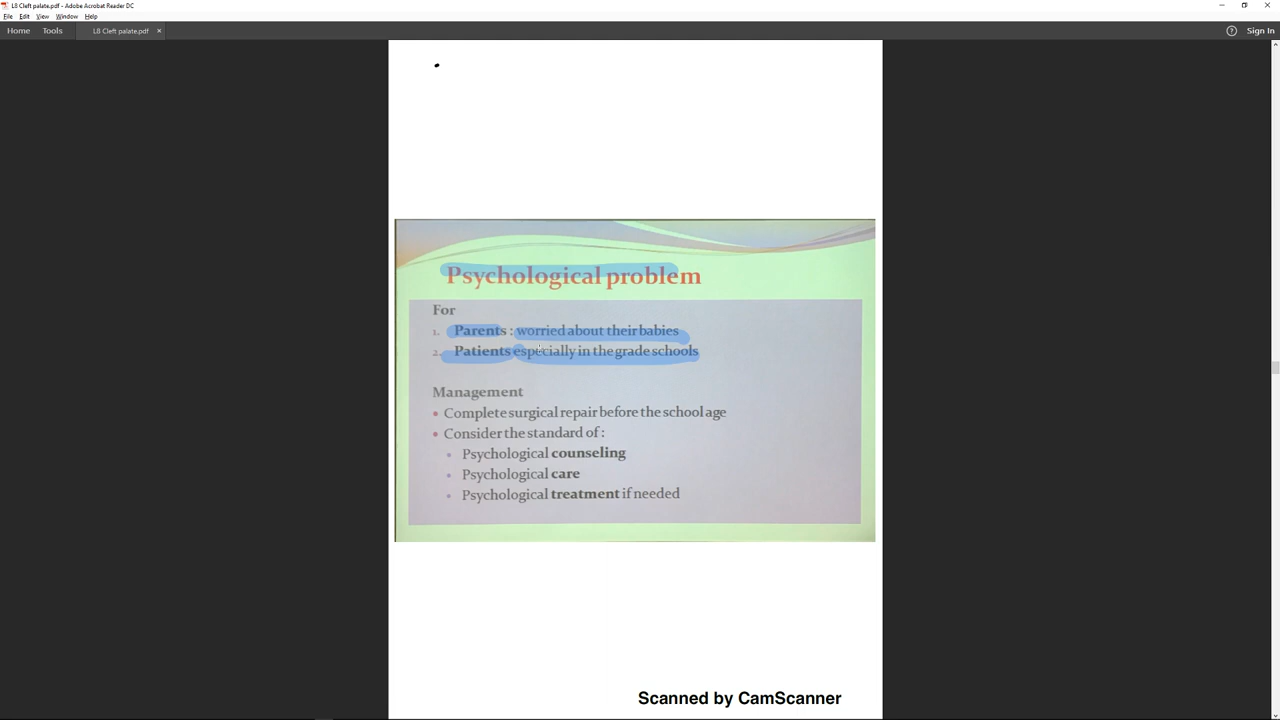 L8 Cleft palate.pdf - Adobe Acrobat Reader DC
File Edit View Window Help
Home Tools L8 Cleft palate.pdf × Sign In
Psychological problem
For
1. Parents : worried about their babies
2. Patients especially in the grade schools
Management
• Complete surgical repair before the school age
• Consider the standard of :
• Psychological counseling
• Psychological care
• Psychological treatment if needed
Scanned by CamScanner